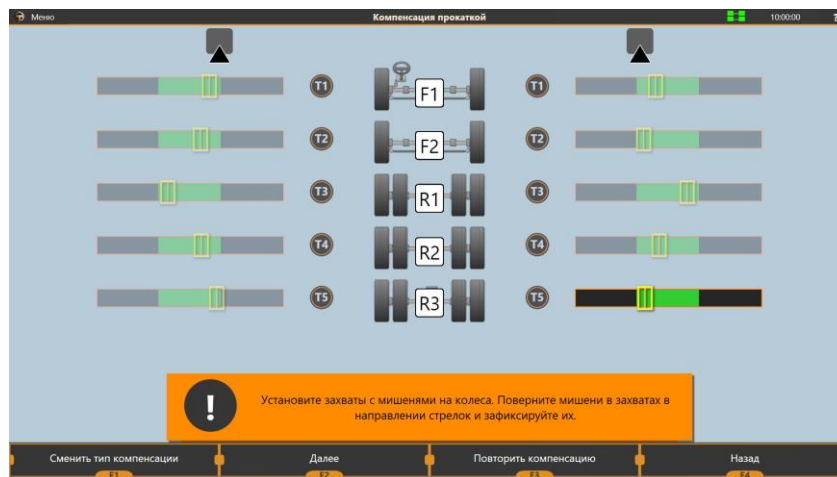 Меню Компенсация прокаткой 10:00:00 ?
T1 F1 T1
T2 F2 T2
T3 R1 T3
T4 R2 T4
T5 R3 T5
!
Установите захваты с мишенями на колеса. Поверните мишени в захватах в
направлении стрелок и зафиксируйте их.
Сменить тип компенсации Далее Повторить компенсацию Назад
F1 F2 F3 F4